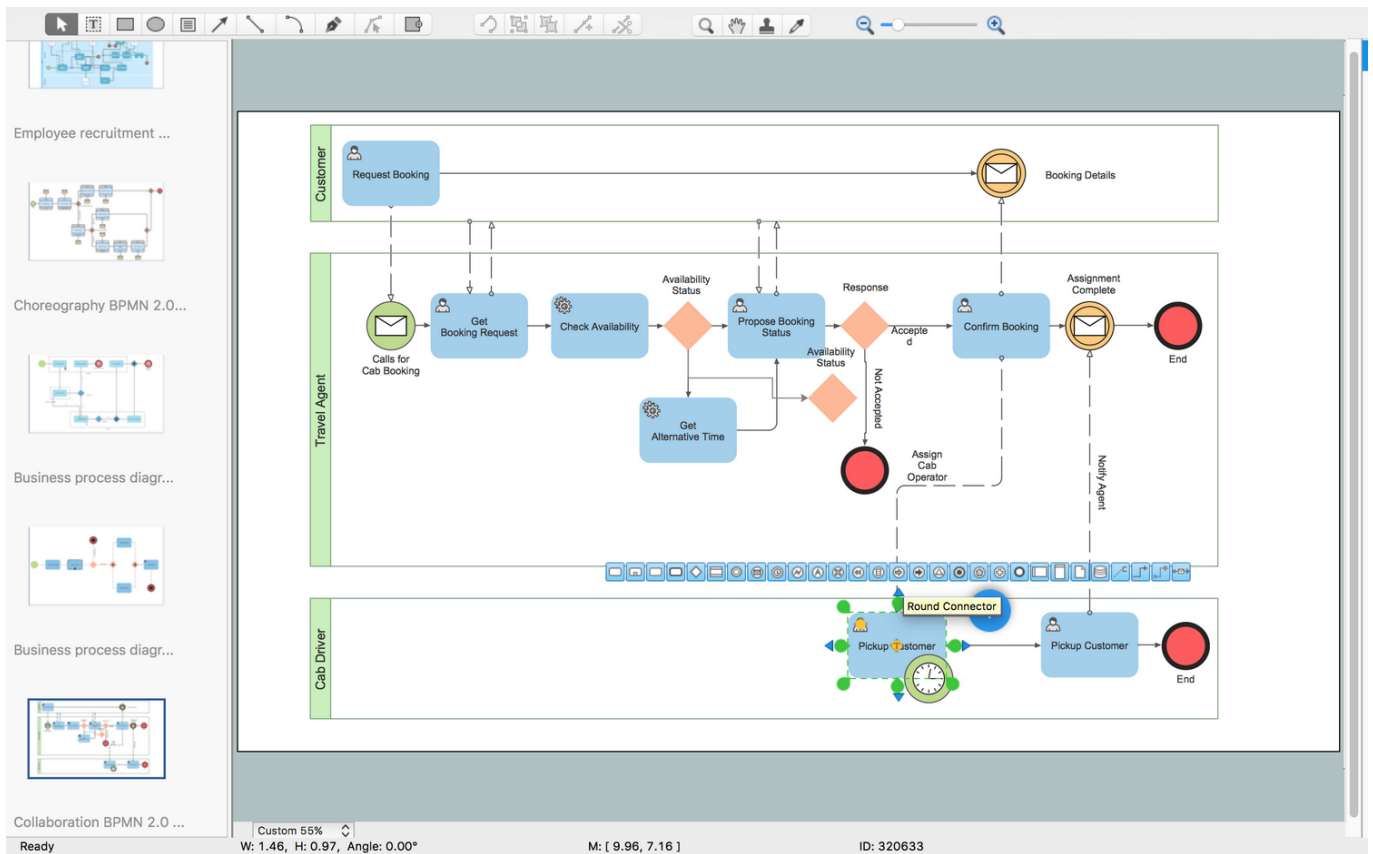 Employee recruitment ...
Choreography BPMN 2.0...
Business process diagr...
Business process diagr...
Collaboration BPMN 2.0 ...
Customer
Request Booking
Booking Details
Travel Agent
Calls for
Cab Booking
Get
Booking Request
Check Availability
Availability
Status
Propose Booking
Status
Response
Accepte
d
Availability
Status
Not Accepted
Get
Alternative Time
Confirm Booking
Assignment
Complete
End
Assign
Cab
Operator
Notify Agent
Round Connector
Cab Driver
Pickup Customer
Pickup Customer
End
Custom 55%
Ready
W: 1.46, H: 0.97, Angle: 0.00°
M: [ 9.96, 7.16 ]
ID: 320633